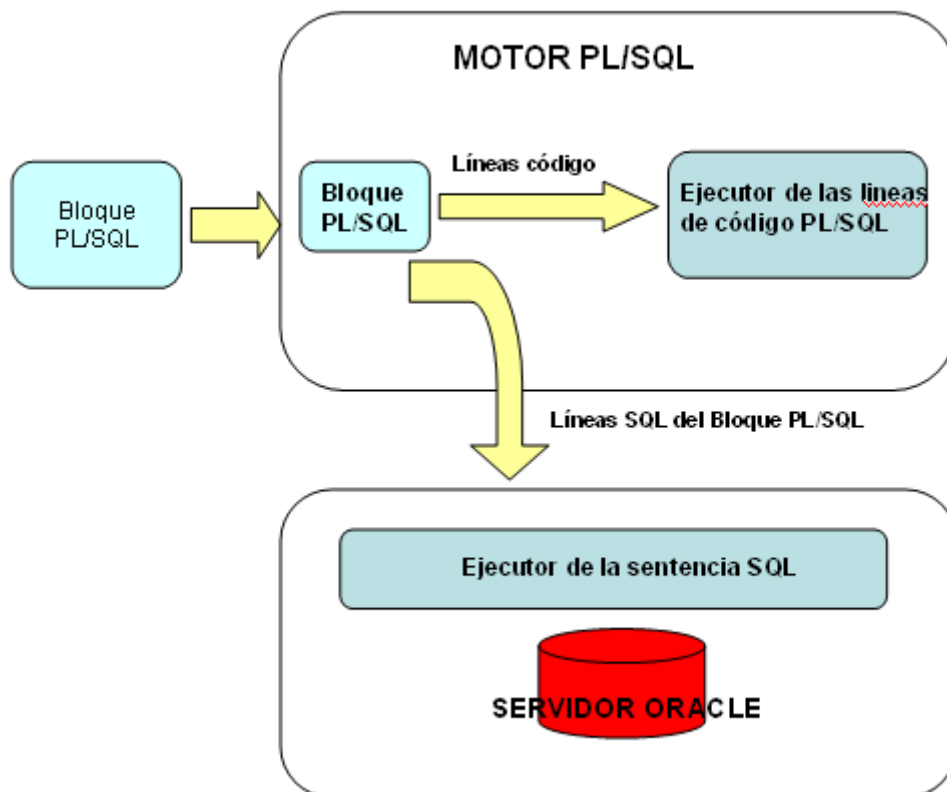 MOTOR PL/SQL
Bloque
PL/SQL
Bloque
PL/SQL
Líneas código
Ejecutor de las lineas
de código PL/SQL
Líneas SQL del Bloque PL/SQL
Ejecutor de la sentencia SQL
SERVIDOR ORACLE